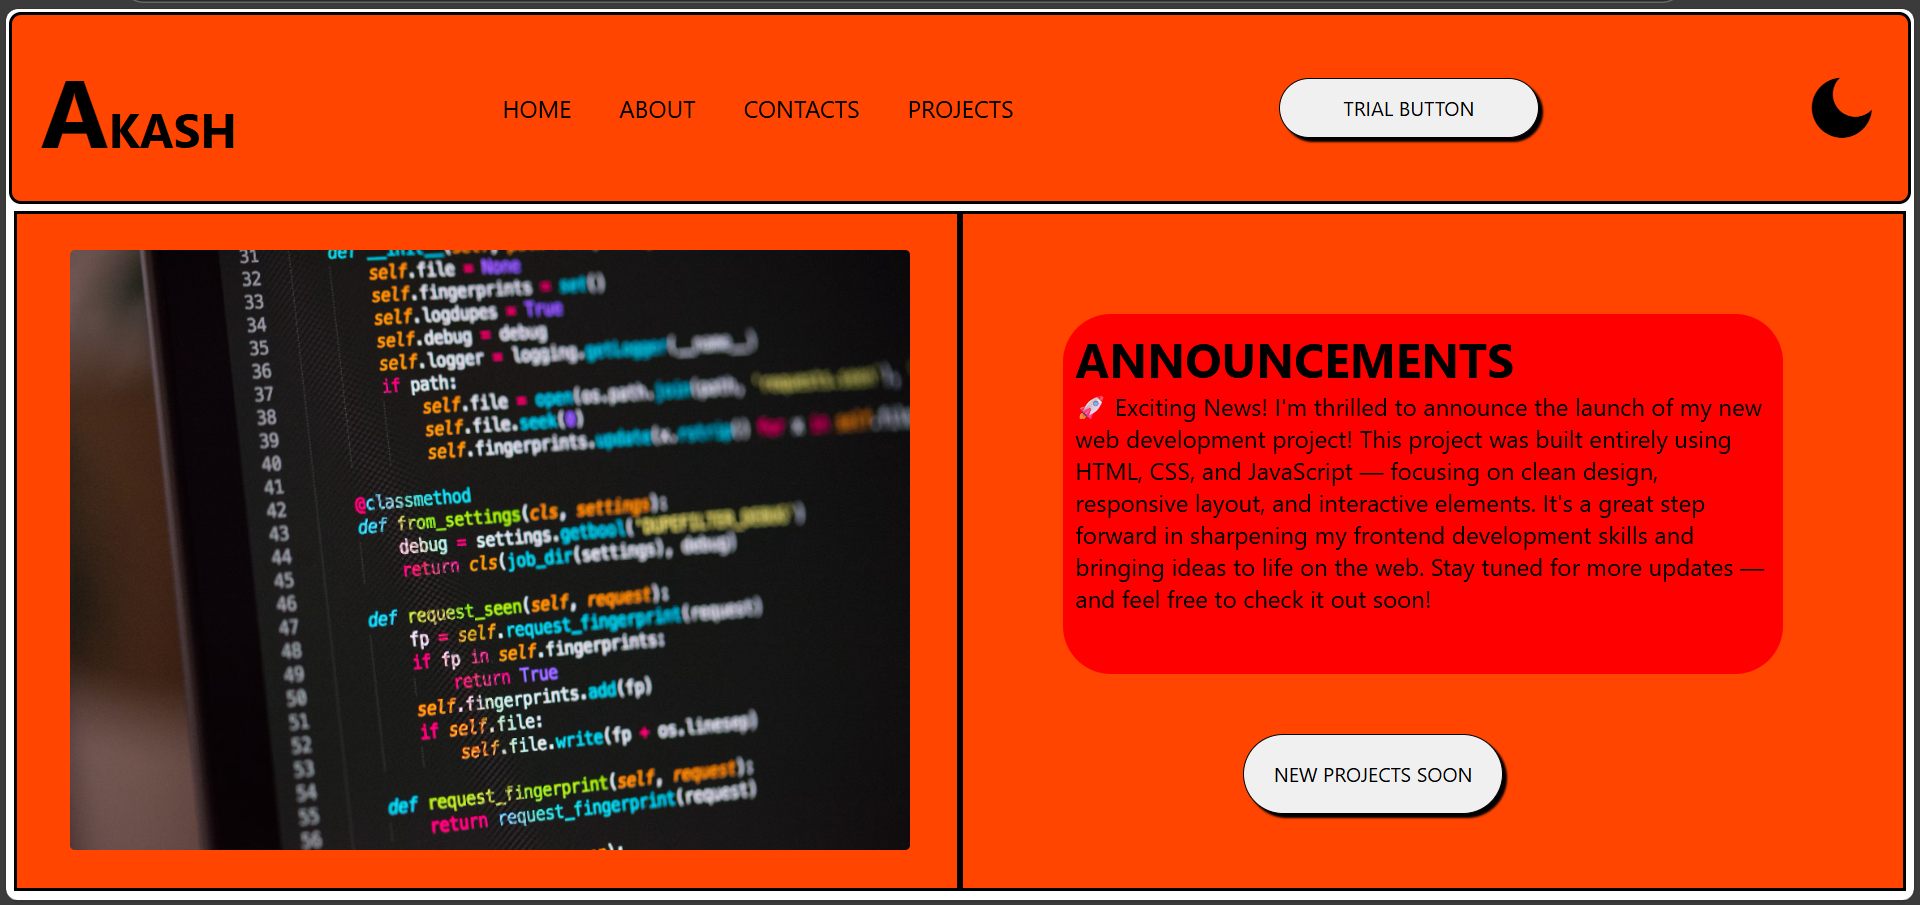 AKASH
HOME ABOUT CONTACTS PROJECTS
TRIAL BUTTON
31 def __init__(self,
32 self.file = None
33 self.fingerprints = set()
34 self.logdupes = True
35 self.debug = debug
36 self.logger = logging.getLogger(__name__)
37 if path:
38 self.file = open(os.path.join(path, 'requests.seen'),
39 self.file.seek(0)
40 self.fingerprints.update(x.rstrip() for x in self.file
41
42 @classmethod
43 def from_settings(cls, settings):
44 debug = settings.getbool('DUPEFILTER_DEBUG')
45 return cls(job_dir(settings), debug)
46
47 def request_seen(self, request):
48 fp = self.request_fingerprint(request)
49 if fp in self.fingerprints:
50 return True
51 self.fingerprints.add(fp)
52 if self.file:
53 self.file.write(fp + os.linesep)
54
55 def request_fingerprint(self, request):
56 return request_fingerprint(request)
ANNOUNCEMENTS
🚀 Exciting News! I'm thrilled to announce the launch of my new
web development project! This project was built entirely using
HTML, CSS, and JavaScript — focusing on clean design,
responsive layout, and interactive elements. It's a great step
forward in sharpening my frontend development skills and
bringing ideas to life on the web. Stay tuned for more updates —
and feel free to check it out soon!
NEW PROJECTS SOON